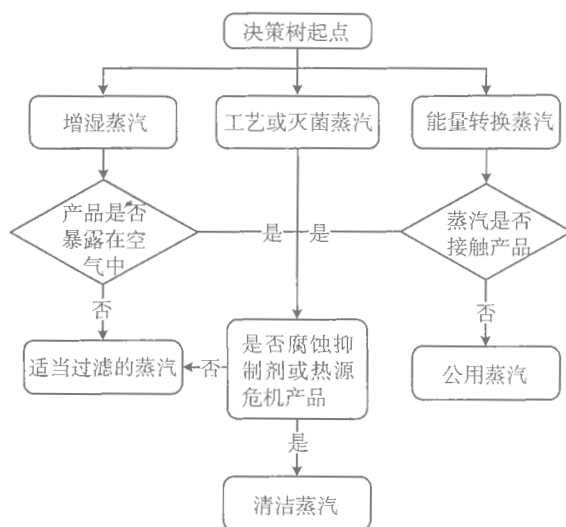 决策树起点
增湿蒸汽
工艺或灭菌蒸汽
能量转换蒸汽
产品是否
暴露在空
气中
是
是
蒸汽是否
接触产品
否
否
适当过滤的蒸汽
否
是否腐蚀抑
制剂或热源
危机产品
公用蒸汽
是
清洁蒸汽